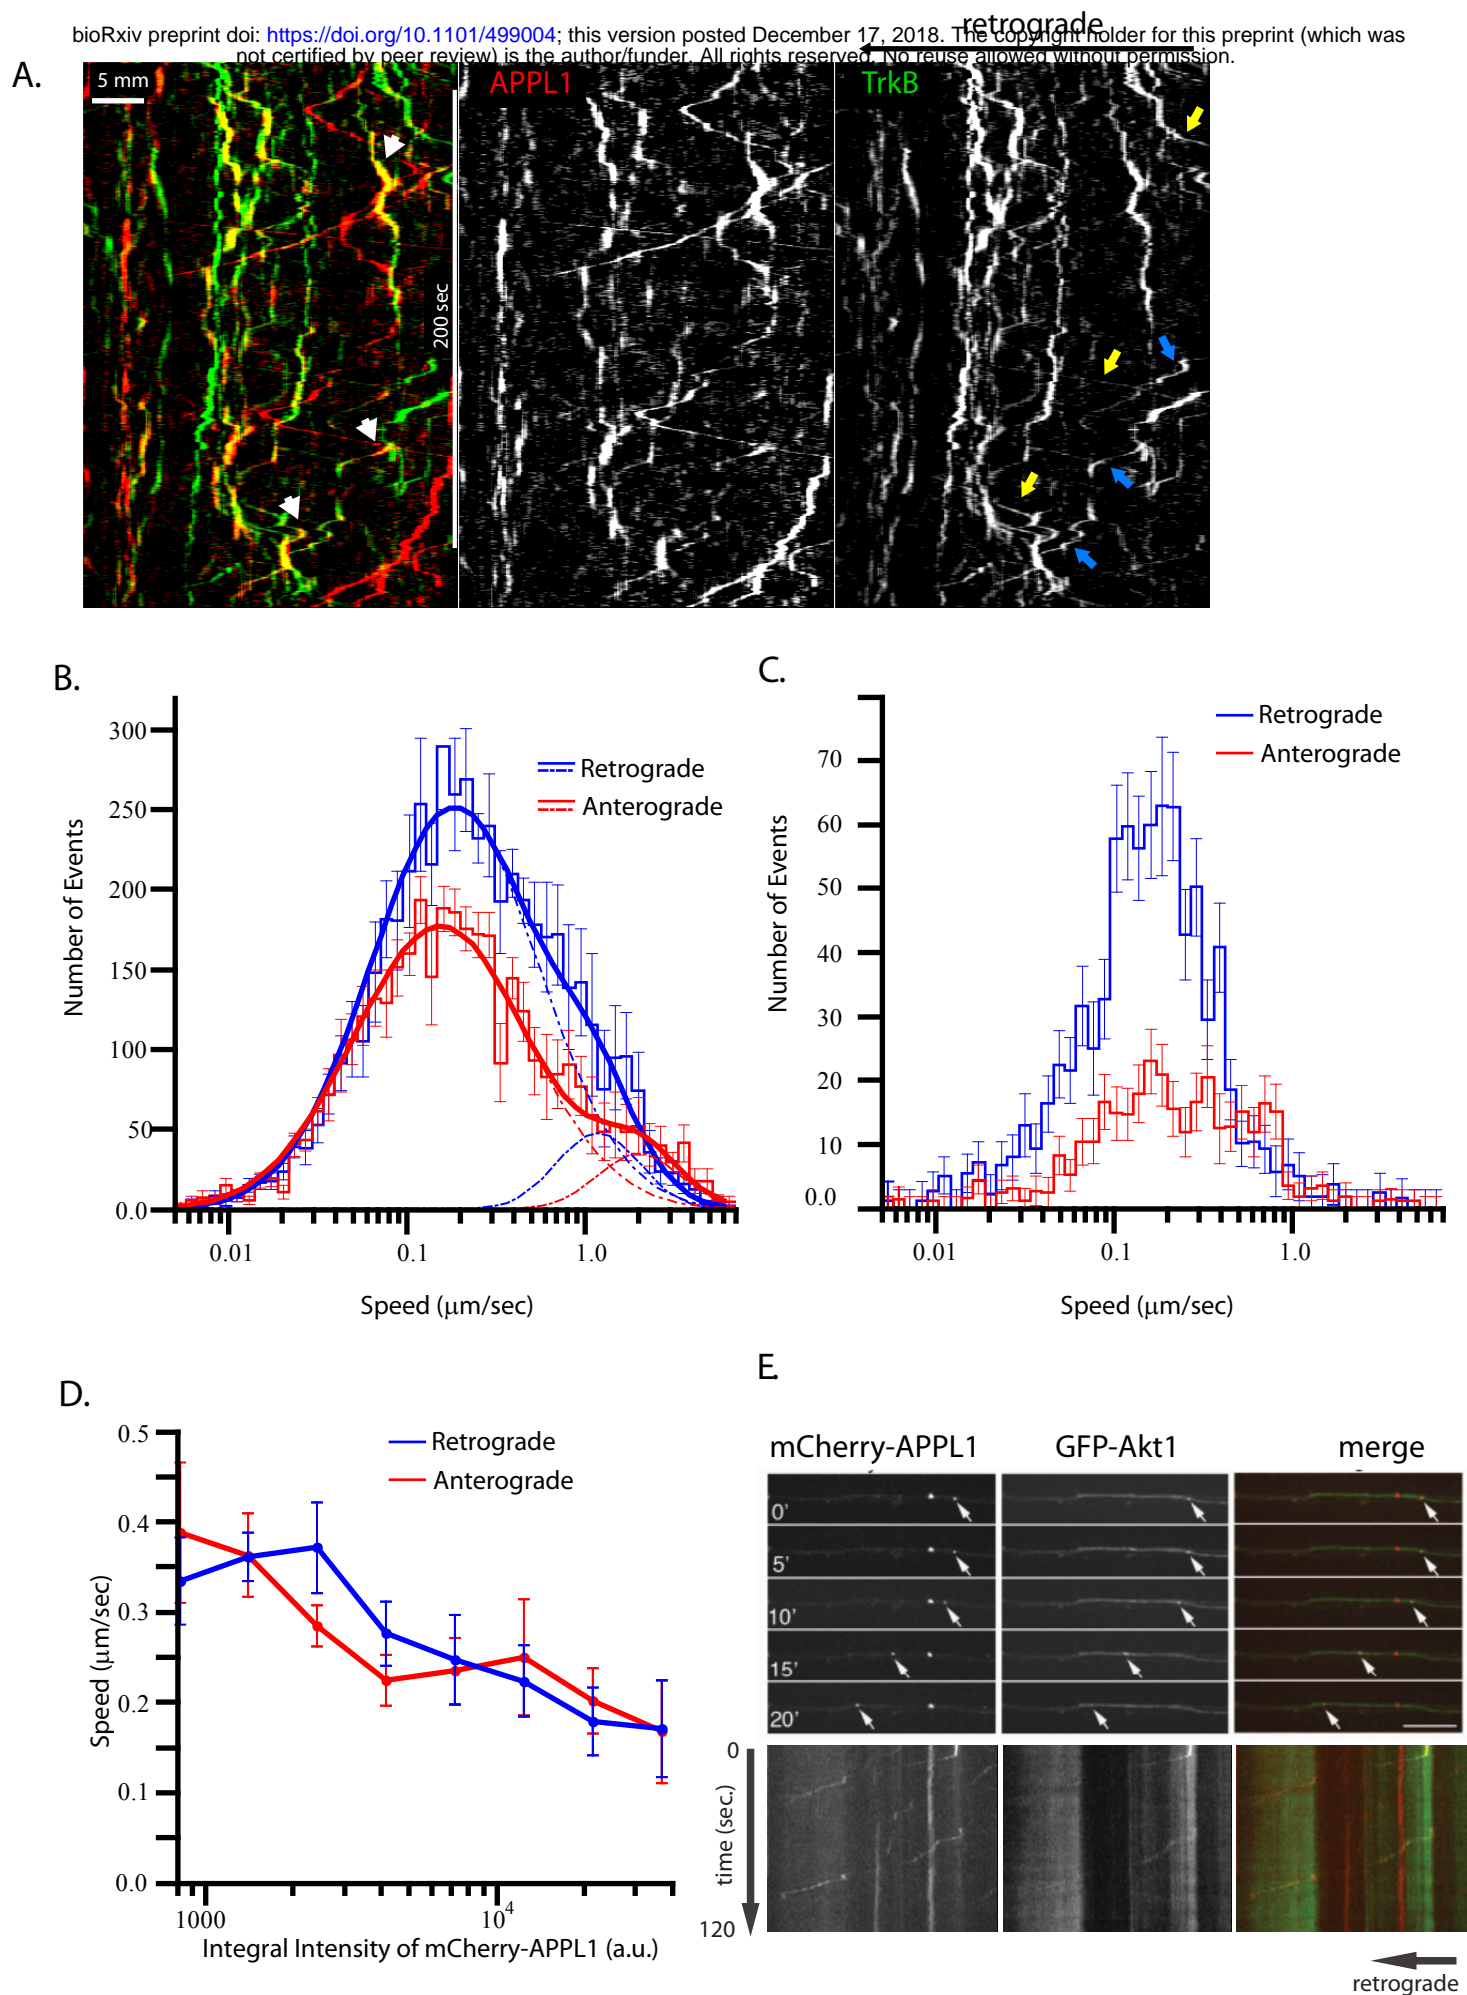 retrograde
bioRxiv preprint doi: https://doi.org/10.1101/499004; this version posted December 17, 2018. The copyright holder for this preprint (which was
not certified by peer review) is the author/funder. All rights reserved. No reuse allowed without permission.
A.
5 mm
APPL1
TrkB
200 sec
B.
300
250
200
150
100
50
0.0
0.01
0.1
1.0
Number of Events
Speed (μm/sec)
Retrograde
Anterograde
C.
70
60
50
40
30
20
10
0.0
0.01
0.1
1.0
Number of Events
Speed (μm/sec)
Retrograde
Anterograde
D.
0.5
0.4
0.3
0.2
0.1
0.0
1000
10⁴
Speed (μm/sec)
Integral Intensity of mCherry-APPL1 (a.u.)
Retrograde
Anterograde
E.
mCherry-APPL1 GFP-Akt1 merge
0'
5'
10'
15'
20'
0
time (sec.)
120
retrograde